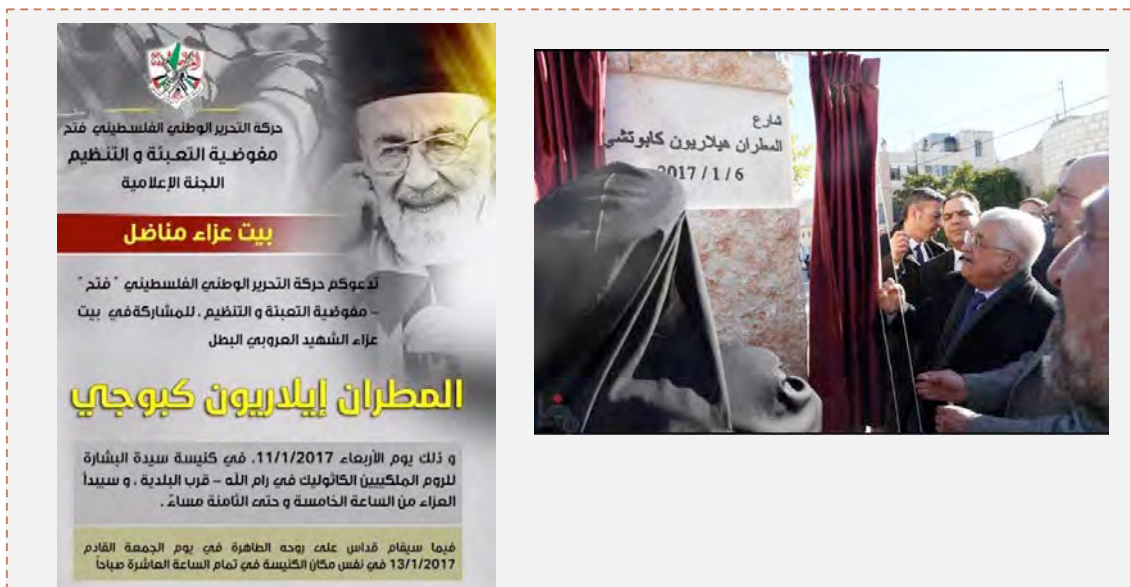 حركة التحرير الوطني الفلسطيني فتح
مفوضية التعبئة و التنظيم
اللجنة الإعلامية
بيت عزاء مناضل
تدعوكم حركة التحرير الوطني الفلسطيني " فتح "
– مفوضية التعبئة و التنظيم ، للمشاركة في بيت
عزاء الشهيد العروبي البطل
المطران إيلاريون كبوجي
و ذلك يوم الأربعاء 11/1/2017، في كنيسة سيدة البشارة
للروم الملكيين الكاثوليك في رام الله – قرب البلدية ، و سيبدأ
العزاء من الساعة الخامسة و حتى الثامنة مساءً .
فيما سيقام قداس على روحه الطاهرة في يوم الجمعة القادم
13/1/2017 في نفس مكان الكنيسة في تمام الساعة العاشرة صباحاً
شارع
المطران هيلاريون كابوتشي
2017 / 1 / 6